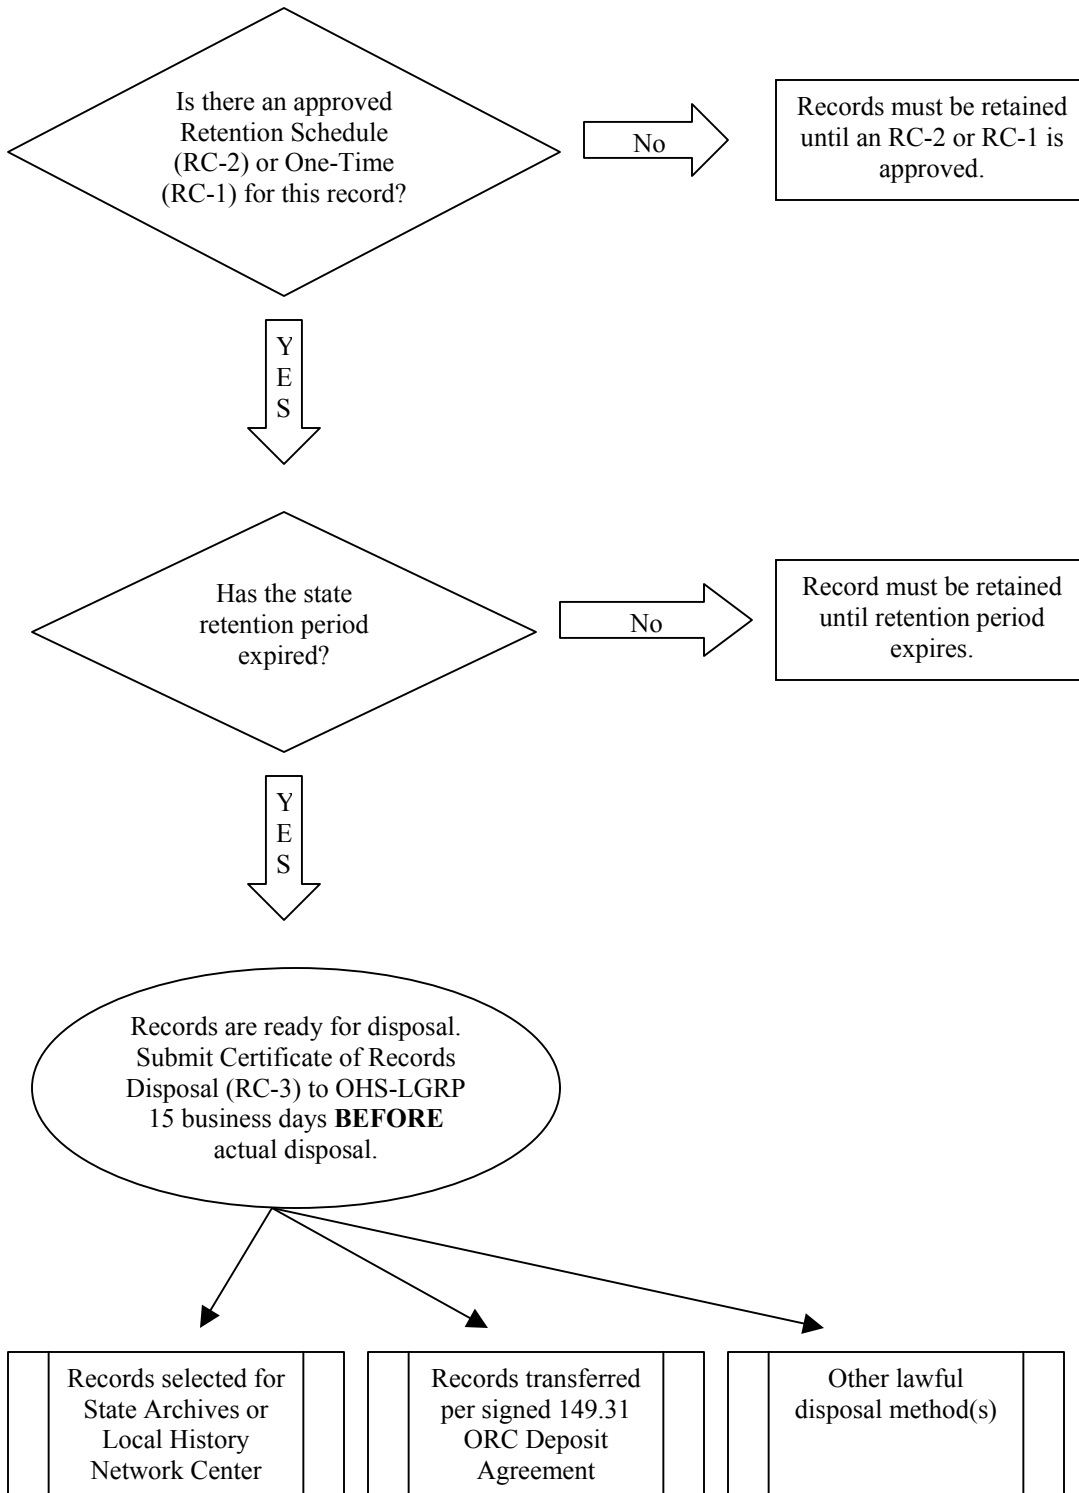 Is there an approved
Retention Schedule
(RC-2) or One-Time
(RC-1) for this record?
No
Records must be retained
until an RC-2 or RC-1 is
approved.
Y
E
S
Has the state
retention period
expired?
No
Record must be retained
until retention period
expires.
Y
E
S
Records are ready for disposal.
Submit Certificate of Records
Disposal (RC-3) to OHS-LGRP
15 business days BEFORE
actual disposal.
Records selected for
State Archives or
Local History
Network Center
Records transferred
per signed 149.31
ORC Deposit
Agreement
Other lawful
disposal method(s)